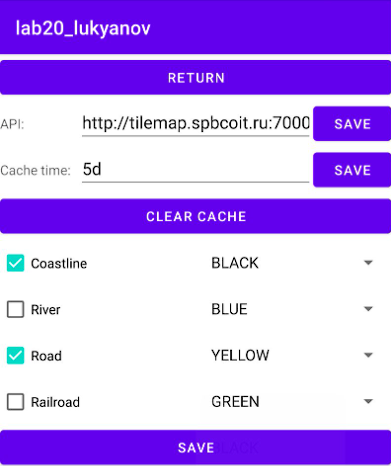 lab20_lukyanov
RETURN
API: http://tilemap.spbcoit.ru:7000 SAVE
Cache time: 5d SAVE
CLEAR CACHE
Coastline BLACK
River BLUE
Road YELLOW
Railroad GREEN
SAVE